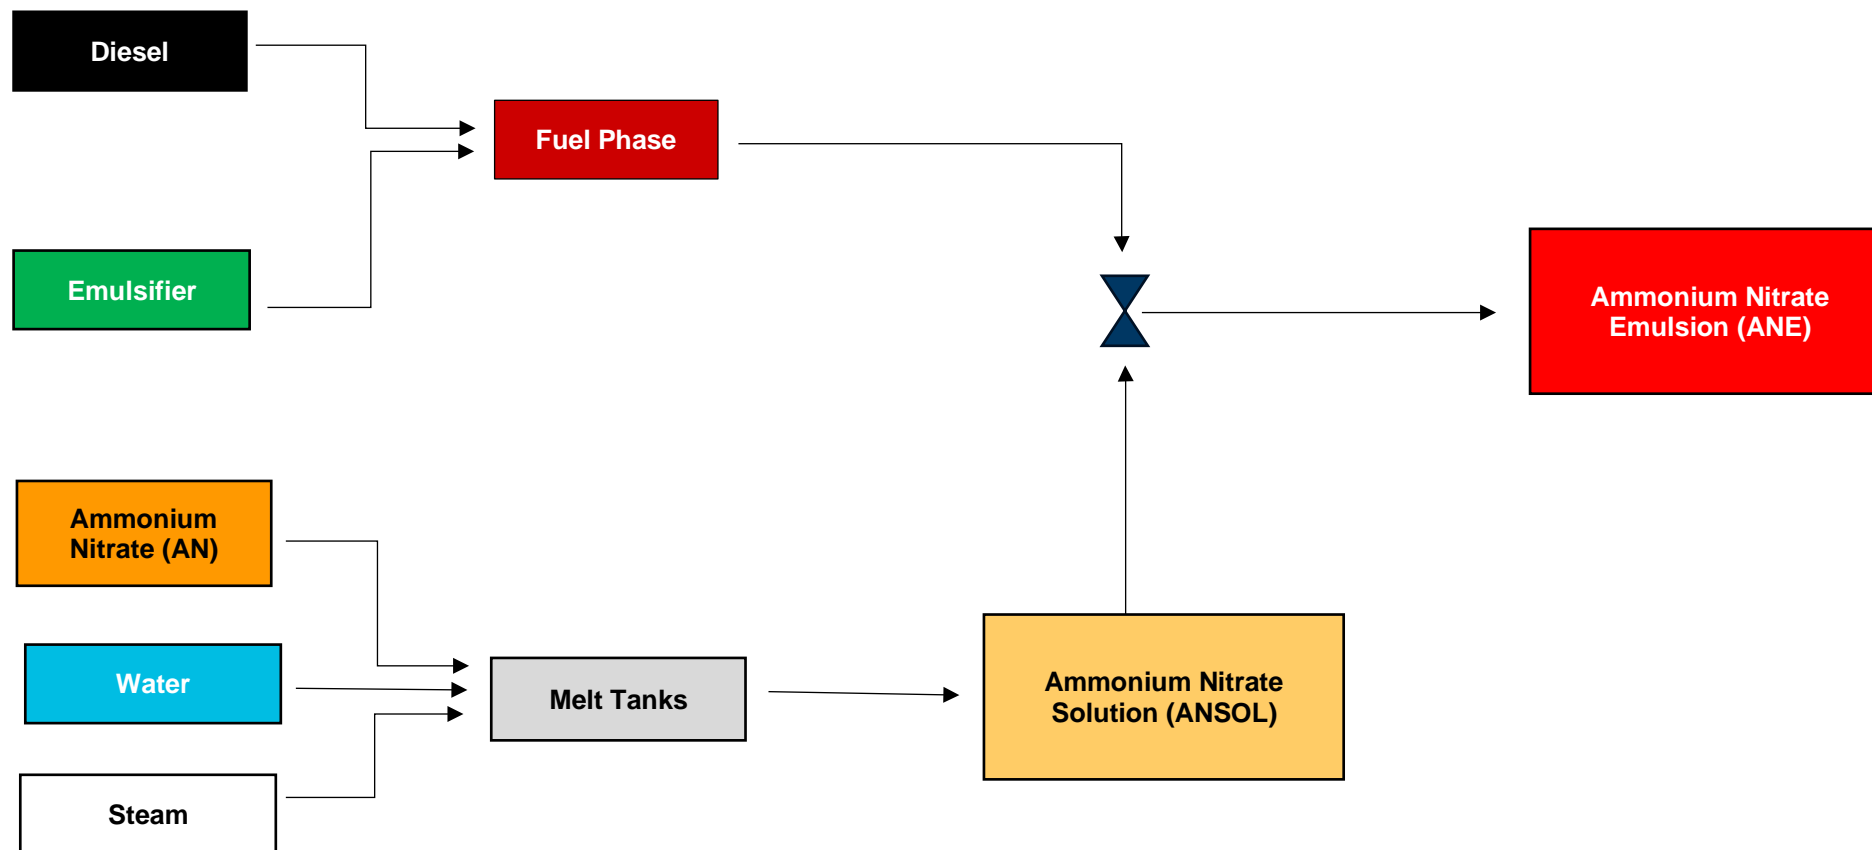 Diesel
Fuel Phase
Emulsifier
Ammonium Nitrate
Emulsion (ANE)
Ammonium
Nitrate (AN)
Water
Melt Tanks
Ammonium Nitrate
Solution (ANSOL)
Steam